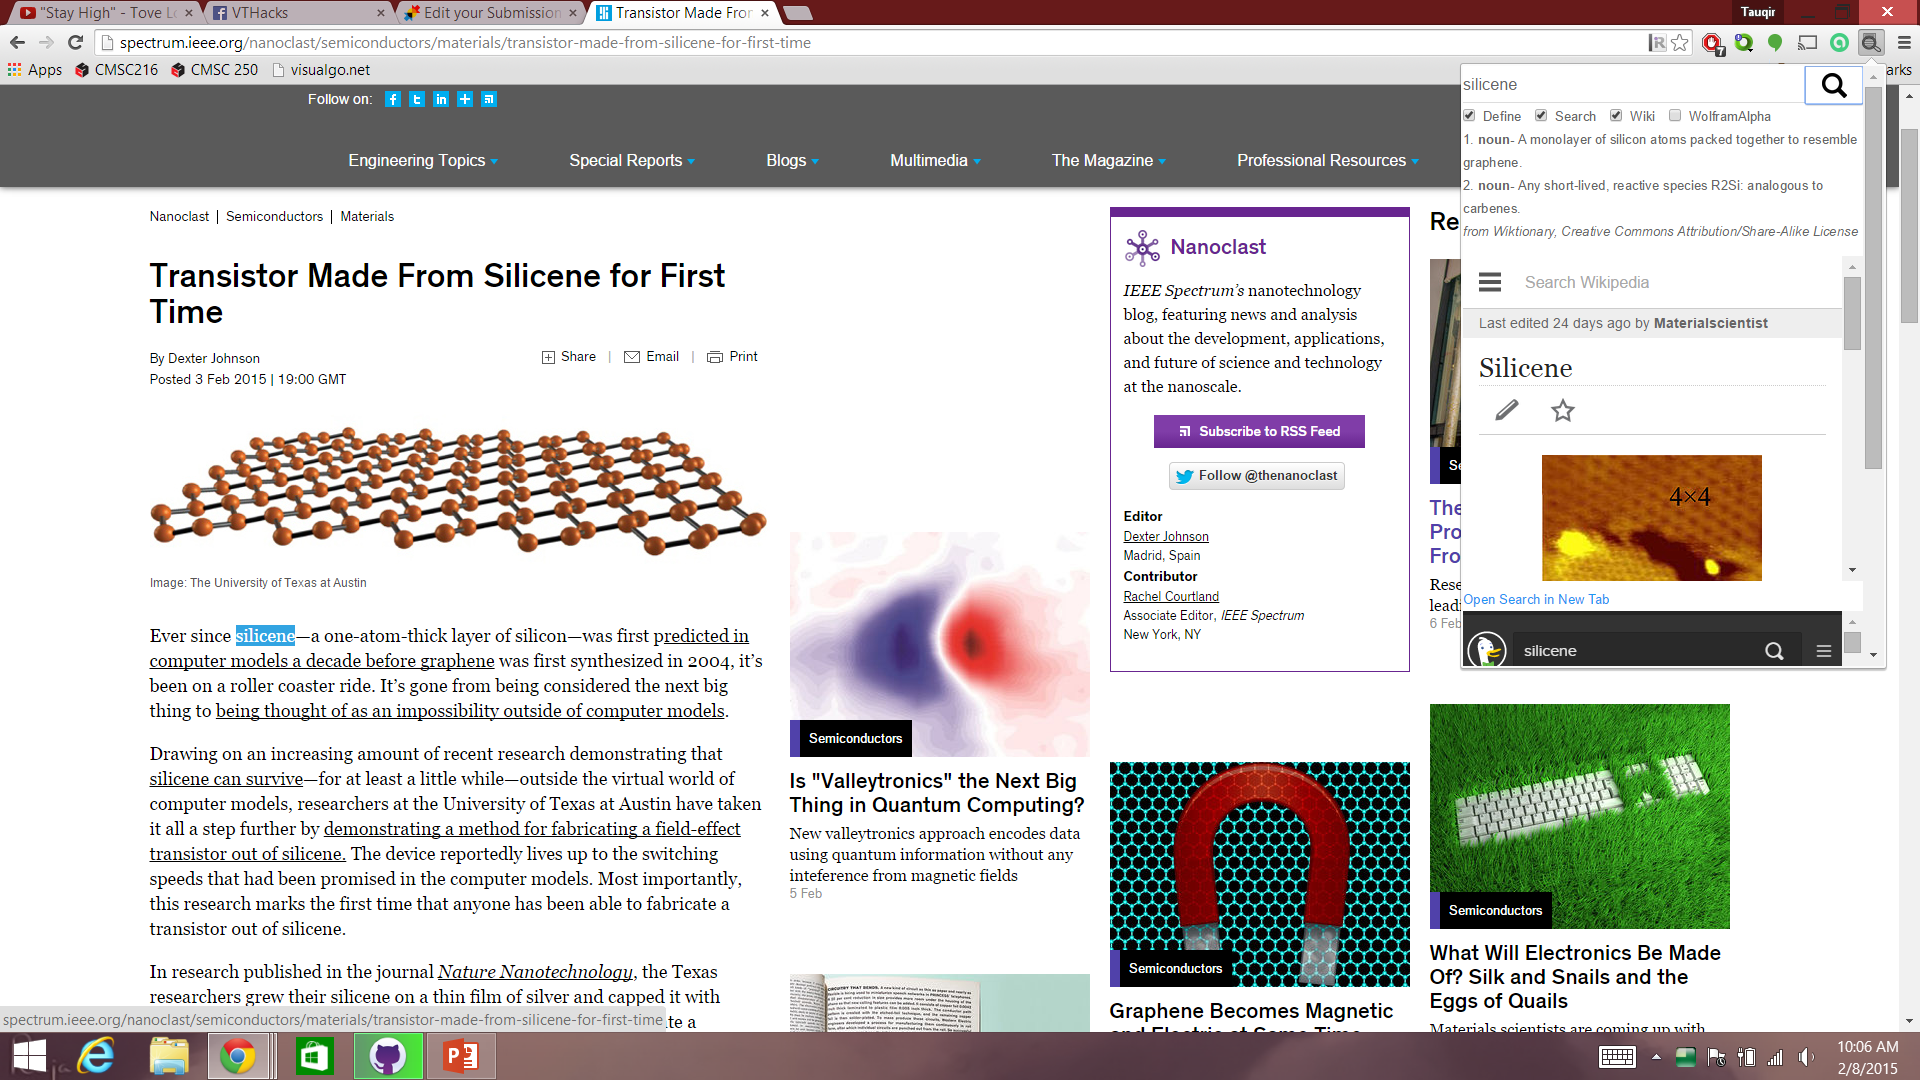 "Stay High" - Tove Lo
VTHacks
Edit your Submission
Transistor Made From
Tauqir
spectrum.ieee.org/nanoclast/semiconductors/materials/transistor-made-from-silicene-for-first-time
7
Apps
CMSC216
CMSC 250
visualgo.net
arks
Follow on:
Engineering Topics
Special Reports
Blogs
Multimedia
The Magazine
Professional Resources
Nanoclast | Semiconductors | Materials
Transistor Made From Silicene for First
Time
By Dexter Johnson
Posted 3 Feb 2015 | 19:00 GMT
Share | Email | Print
Image: The University of Texas at Austin
Ever since silicene—a one-atom-thick layer of silicon—was first predicted in
computer models a decade before graphene was first synthesized in 2004, it's
been on a roller coaster ride. It's gone from being considered the next big
thing to being thought of as an impossibility outside of computer models.
Drawing on an increasing amount of recent research demonstrating that
silicene can survive—for at least a little while—outside the virtual world of
computer models, researchers at the University of Texas at Austin have taken
it all a step further by demonstrating a method for fabricating a field-effect
transistor out of silicene. The device reportedly lives up to the switching
speeds that had been promised in the computer models. Most importantly,
this research marks the first time that anyone has been able to fabricate a
transistor out of silicene.
In research published in the journal Nature Nanotechnology, the Texas
researchers grew their silicene on a thin film of silver and capped it with
te a
spectrum.ieee.org/nanoclast/semiconductors/materials/transistor-made-from-silicene-for-first-time
Semiconductors
Is "Valleytronics" the Next Big
Thing in Quantum Computing?
New valleytronics approach encodes data
using quantum information without any
inteference from magnetic fields
5 Feb
CIRCUITRY THAT BENDS.
Nanoclast
IEEE Spectrum's nanotechnology
blog, featuring news and analysis
about the development, applications,
and future of science and technology
at the nanoscale.
Subscribe to RSS Feed
Follow @thenanoclast
Editor
Dexter Johnson
Madrid, Spain
Contributor
Rachel Courtland
Associate Editor, IEEE Spectrum
New York, NY
Semiconductors
Graphene Becomes Magnetic
and Electric at Same Time
Re
Se
The
Pro
Fro
Rese
leadi
6 Feb
Semiconductors
What Will Electronics Be Made
Of? Silk and Snails and the
Eggs of Quails
Materials scientists are coming up with
silicene
Define
Search
Wiki
WolframAlpha
1. noun- A monolayer of silicon atoms packed together to resemble
graphene.
2. noun- Any short-lived, reactive species R2Si: analogous to
carbenes.
from Wiktionary, Creative Commons Attribution/Share-Alike License
Search Wikipedia
Last edited 24 days ago by Materialscientist
Silicene
4×4
Open Search in New Tab
silicene
10:06 AM
2/8/2015